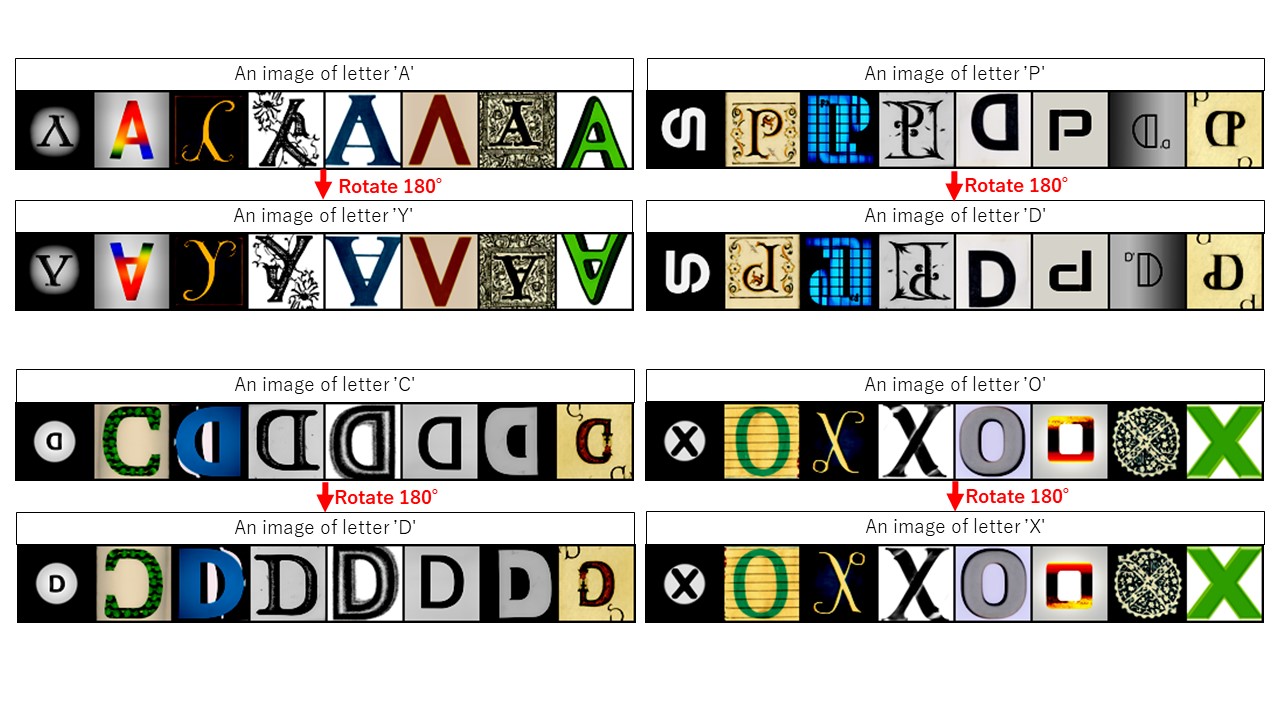 An image of letter 'A'
Rotate 180°
An image of letter 'Y'
An image of letter 'P'
Rotate 180°
An image of letter 'D'
An image of letter 'C'
Rotate 180°
An image of letter 'D'
An image of letter 'O'
Rotate 180°
An image of letter 'X'